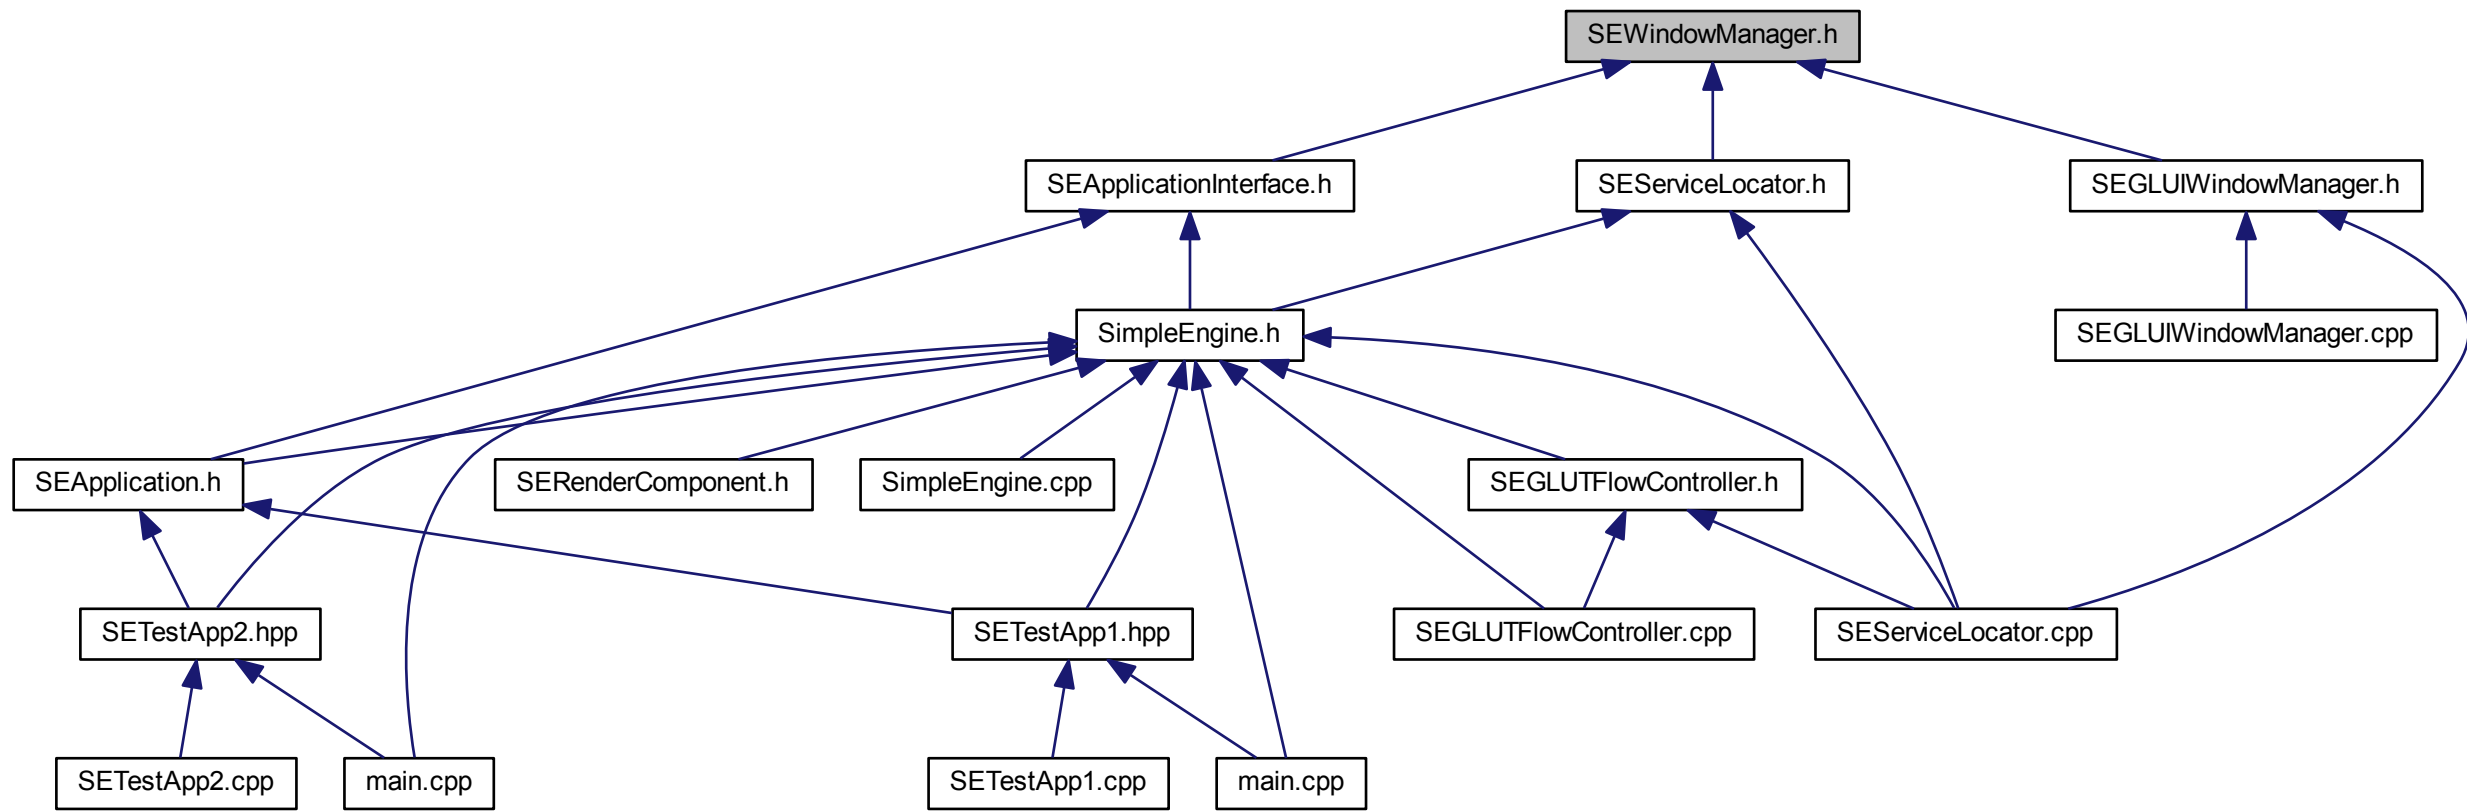 SEWindowManager.h
SEApplicationInterface.h
SEServiceLocator.h
SEGLUIWindowManager.h
SimpleEngine.h
SEGLUIWindowManager.cpp
SEApplication.h
SERenderComponent.h
SimpleEngine.cpp
SEGLUTFlowController.h
SETestApp2.hpp
SETestApp1.hpp
SEGLUTFlowController.cpp
SEServiceLocator.cpp
SETestApp2.cpp
main.cpp
SETestApp1.cpp
main.cpp